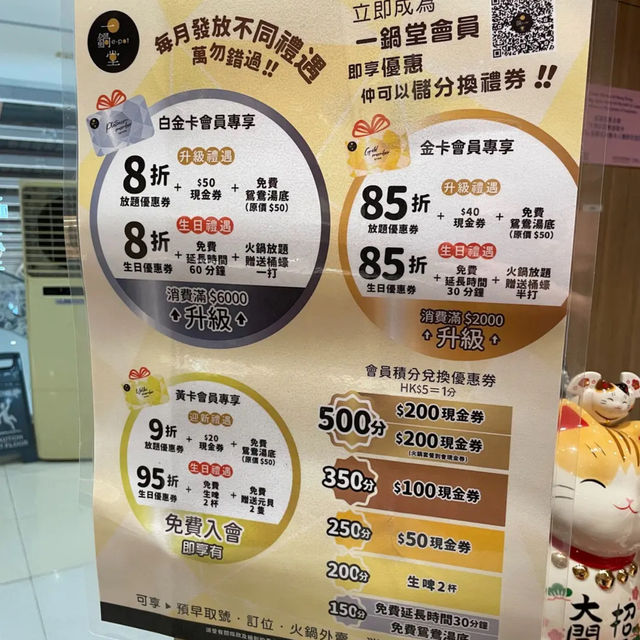 一鍋
e-pot
每月發放不同禮遇
萬勿錯過!!
立即成為
一鍋堂會員
即享優惠
仲可以儲分換禮券!!
Platinum
白金卡會員專享
升級禮遇
8折
放題優惠券
+
$50
現金券
+
免費
鴛鴦湯底
(原價$50)
生日禮遇
8折
生日優惠券
+
免費
延長時間
60分鐘
+
火鍋放題
贈送桶蠔
一打
消費滿$6000
升級
Gold
金卡會員專享
升級禮遇
85折
放題優惠券
+
$40
現金券
+
免費
鴛鴦湯底
(原價$50)
生日禮遇
85折
生日優惠券
+
免費
延長時間
30分鐘
+
火鍋放題
贈送桶蠔
半打
消費滿$2000
升級
黃卡會員專享
迎新禮遇
9折
放題優惠券
+
$20
現金券
+
免費
鴛鴦湯底
(原價$50)
生日禮遇
95折
生日優惠券
+
免費
生啤
2杯
+
免費
贈送元貝
2隻
免費入會
即享有
會員積分兌換優惠券
HK$5=1分
500分
$200現金券
$200現金券
350分
$100現金券
250分
$50現金券
200分
生啤2杯
150分
免費延長時間30分鐘
免費鴛鴦湯底
可享▸預早取號.訂位.火鍋外賣
大
招